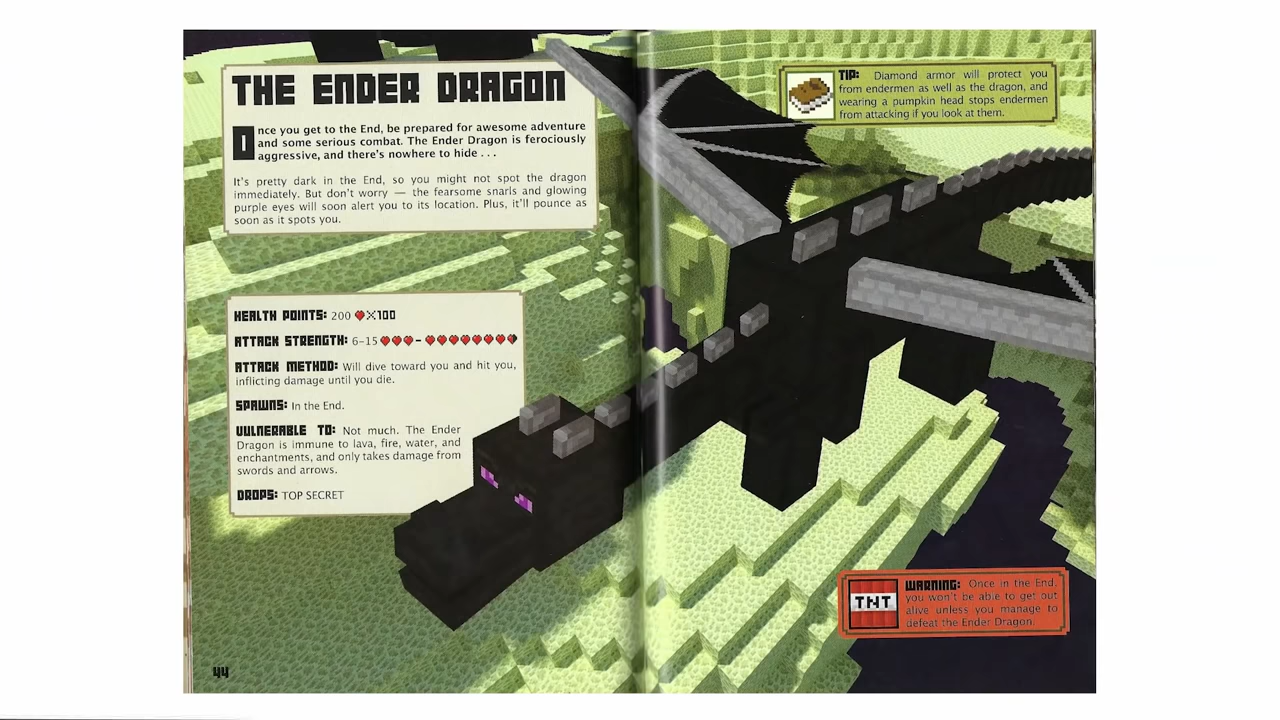 THE ENDER DRAGON
Once you get to the End, be prepared for awesome adventure
and some serious combat. The Ender Dragon is ferociously
aggressive, and there's nowhere to hide . . .
It's pretty dark in the End, so you might not spot the dragon
immediately. But don't worry — the fearsome snarls and glowing
purple eyes will soon alert you to its location. Plus, it'll pounce as
soon as it spots you.
HEALTH POINTS: 200 ×100
ATTACK STRENGTH: 6–15 –
ATTACK METHOD: Will dive toward you and hit you,
inflicting damage until you die.
SPAWNS: In the End.
VULNERABLE TO: Not much. The Ender
Dragon is immune to lava, fire, water, and
enchantments, and only takes damage from
swords and arrows.
DROPS: TOP SECRET
44
TIP: Diamond armor will protect you
from endermen as well as the dragon, and
wearing a pumpkin head stops endermen
from attacking if you look at them.
TNT
WARNING: Once in the End,
you won't be able to get out
alive unless you manage to
defeat the Ender Dragon.